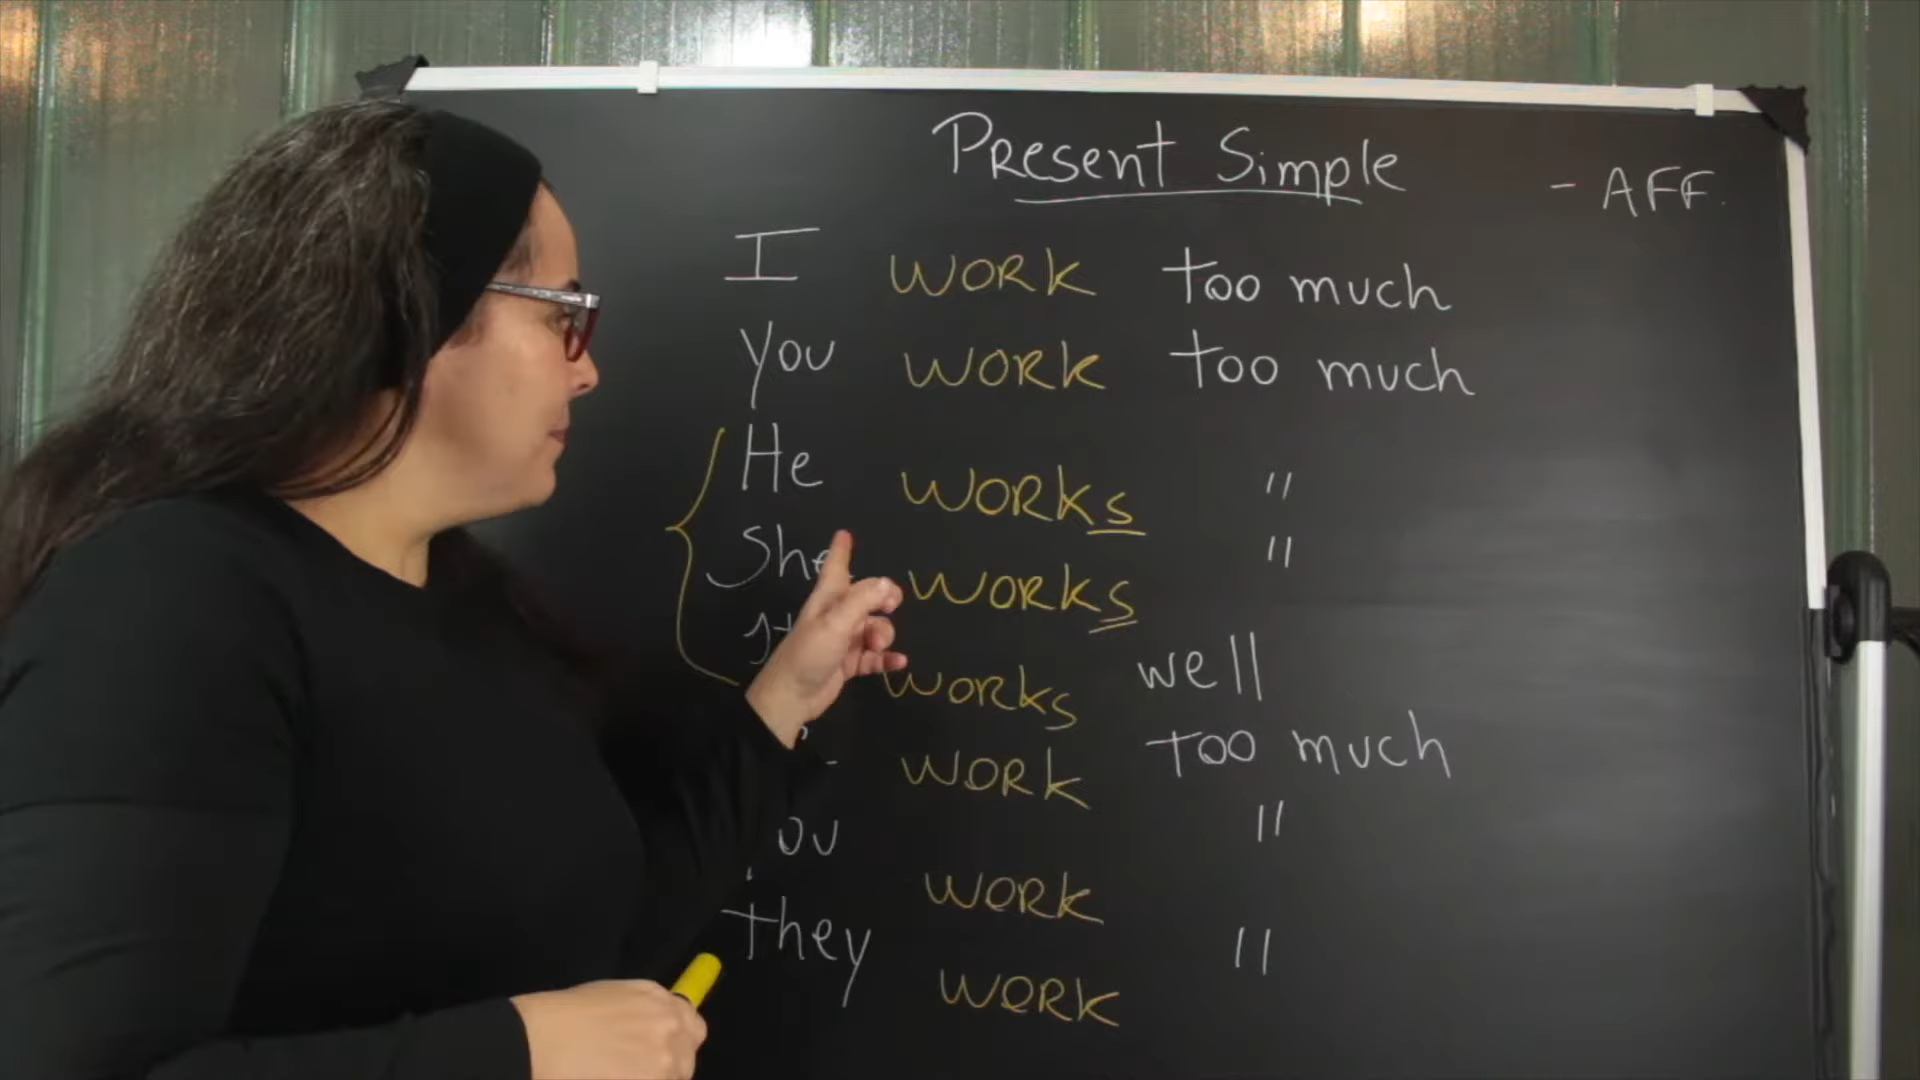 Present Simple - AFF.
I work too much
you work too much
He works "
She works "
works well
work too much
work "
they work "